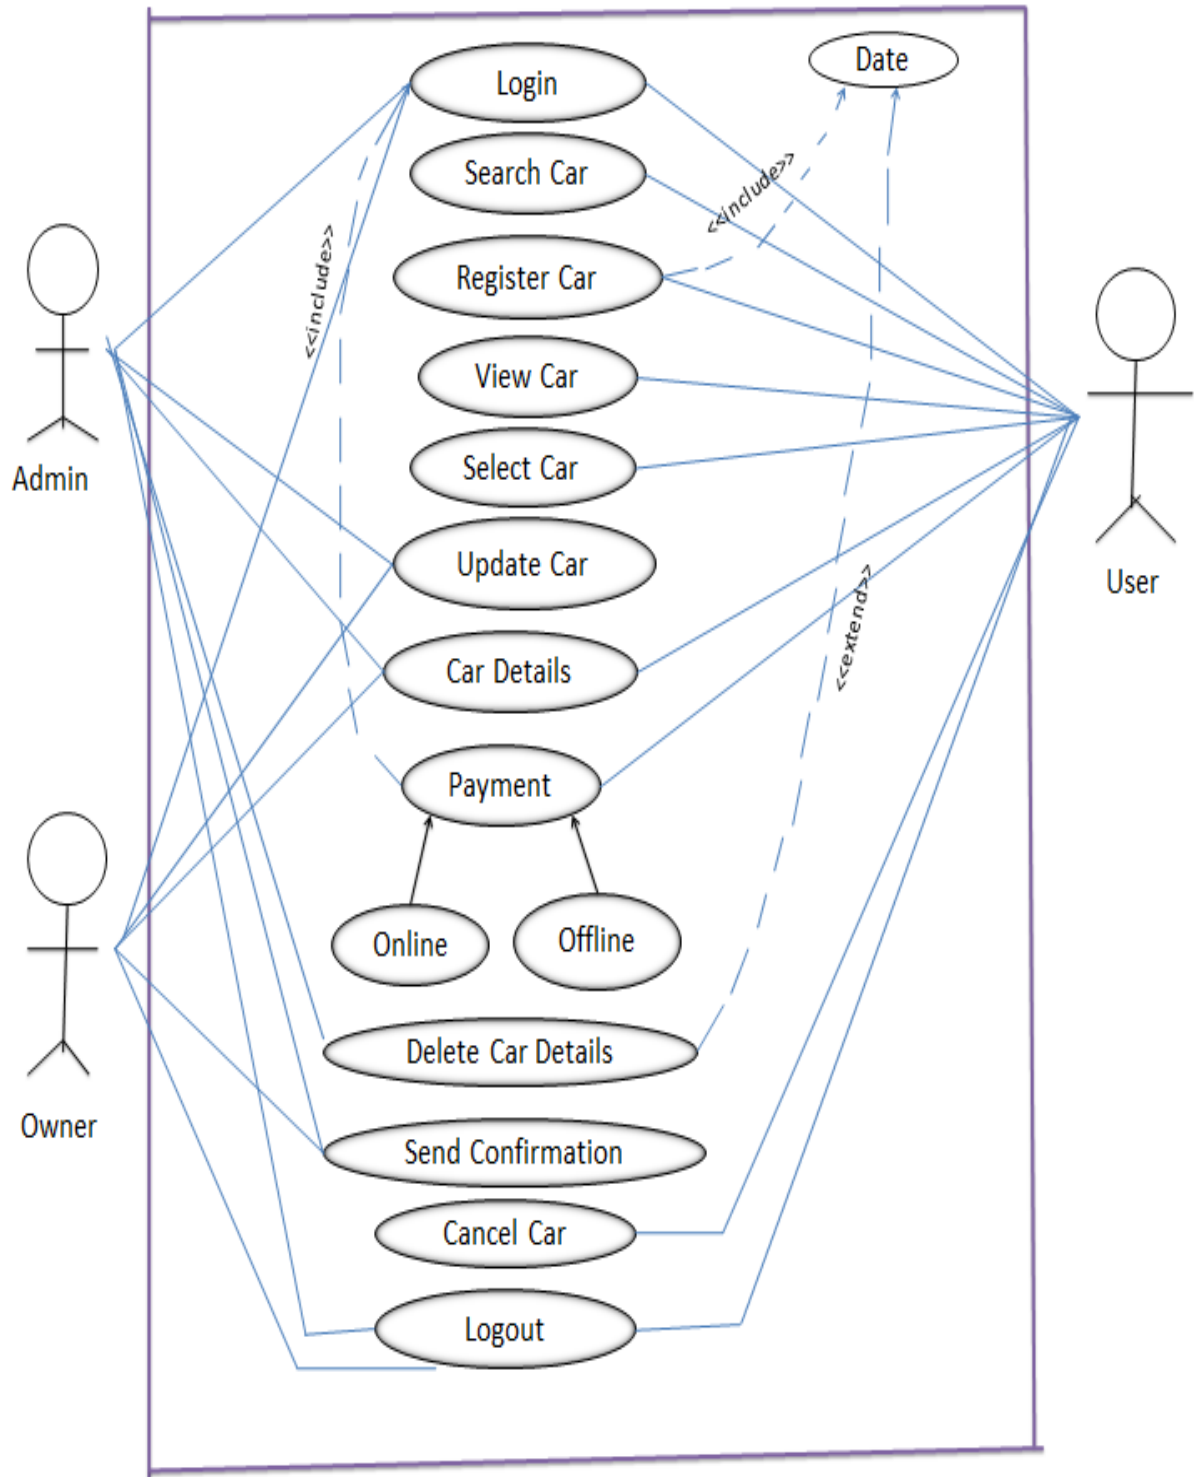 Login
Date
Search Car
<<include>>
Register Car
<<include>>
View Car
Select Car
Admin
Update Car
User
<<extend>>
Car Details
Payment
Online
Offline
Delete Car Details
Owner
Send Confirmation
Cancel Car
Logout